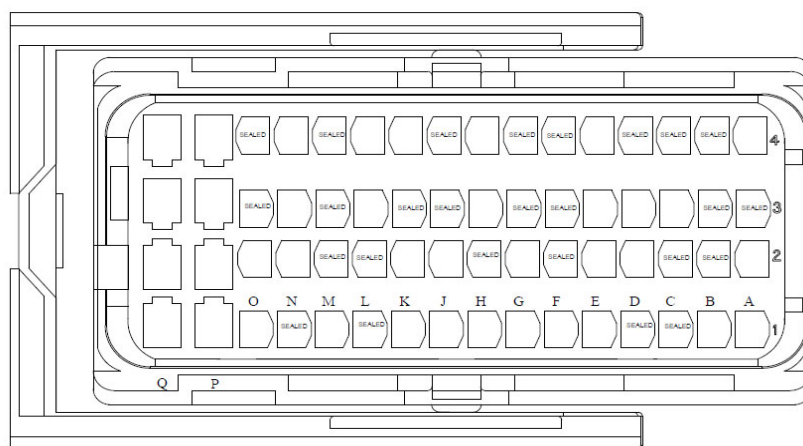 SEALED SEALED SEALED SEALED SEALED SEALED SEALED SEALED 4
SEALED SEALED SEALED SEALED SEALED SEALED SEALED SEALED 3
SEALED SEALED SEALED SEALED SEALED SEALED 2
O N M L K J H G F E D C B A
SEALED SEALED SEALED SEALED 1
Q P